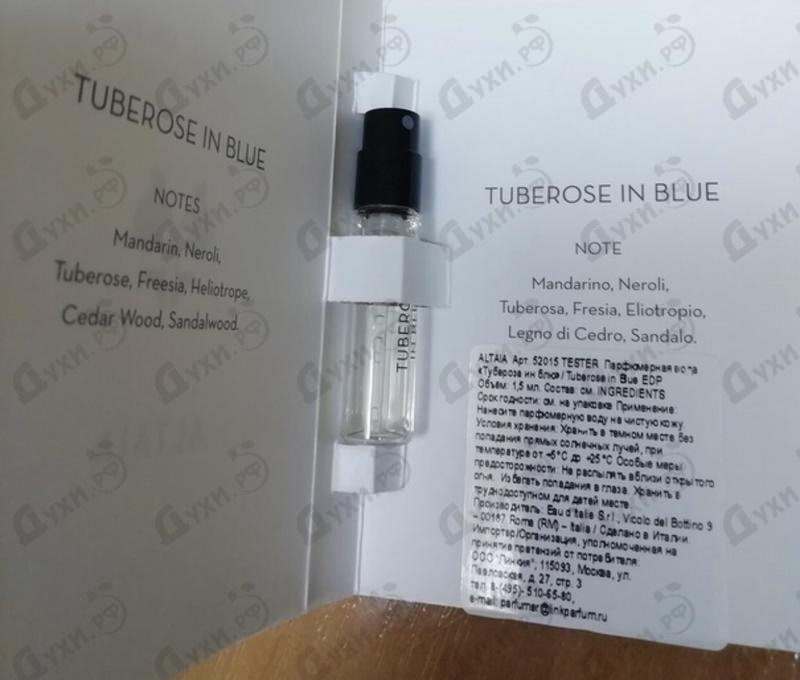 TUBEROSE IN BLUE
NOTES
Mandarin, Neroli,
Tuberose, Freesia, Heliotrope,
Cedar Wood, Sandalwood.
TUBEROSE IN BLUE
NOTE
Mandarino, Neroli,
Tuberosa, Fresia, Eliotropio,
Legno di Cedro, Sandalo.
ALTAIA Арт. 52015 TESTER Парфюмерная вода
«Тубероза ин блю» / Tuberose in Blue EDP
Объем: 1,5 мл. Состав: см. INGREDIENTS
Срок годности: см. на упаковке Применение:
Нанесите парфюмерную воду на чистую кожу.
Условия хранения: Хранить в темном месте без
попадания прямых солнечных лучей, при
температуре от +5°C до +25°C Особые меры
предосторожности: Не распылять вблизи открытого
огня. Избегать попадания в глаза. Хранить в
труднодоступном для детей месте.
Производитель: Eau d'Italie S.r.l., Vicolo del Bottino 9
– 00187 Roma (RM) – Italia / Сделано в Италии.
Импортер/Организация, уполномоченная на
принятие претензий от потребителя:
ООО "Линкия"; 115093, Москва, ул.
Павловская, д. 27, стр. 3
тел. 8-(495)- 510-65-80,
e-mail: parfumer@linkparfum.ru
TUBERO
IN BL
Духи.РФ